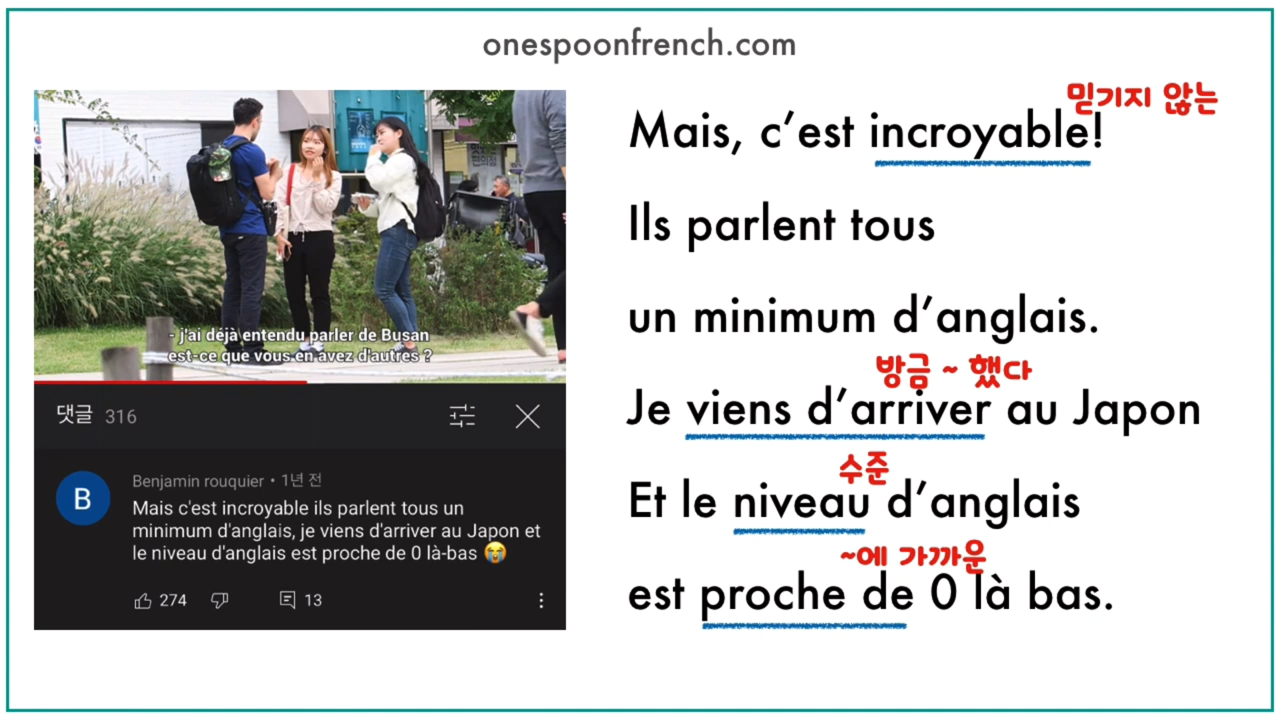 onespoonfrench.com
- j'ai déjà entendu parler de Busan
est-ce que vous en avez d'autres ?
댓글 316
B
Benjamin rouquier • 1년 전
Mais c'est incroyable ils parlent tous un
minimum d'anglais, je viens d'arriver au Japon et
le niveau d'anglais est proche de 0 là-bas 😭
274
13
믿기지 않는
Mais, c’est incroyable!
Ils parlent tous
un minimum d’anglais.
방금 ~ 했다
Je viens d’arriver au Japon
수준
Et le niveau d’anglais
~에 가까운
est proche de 0 là bas.